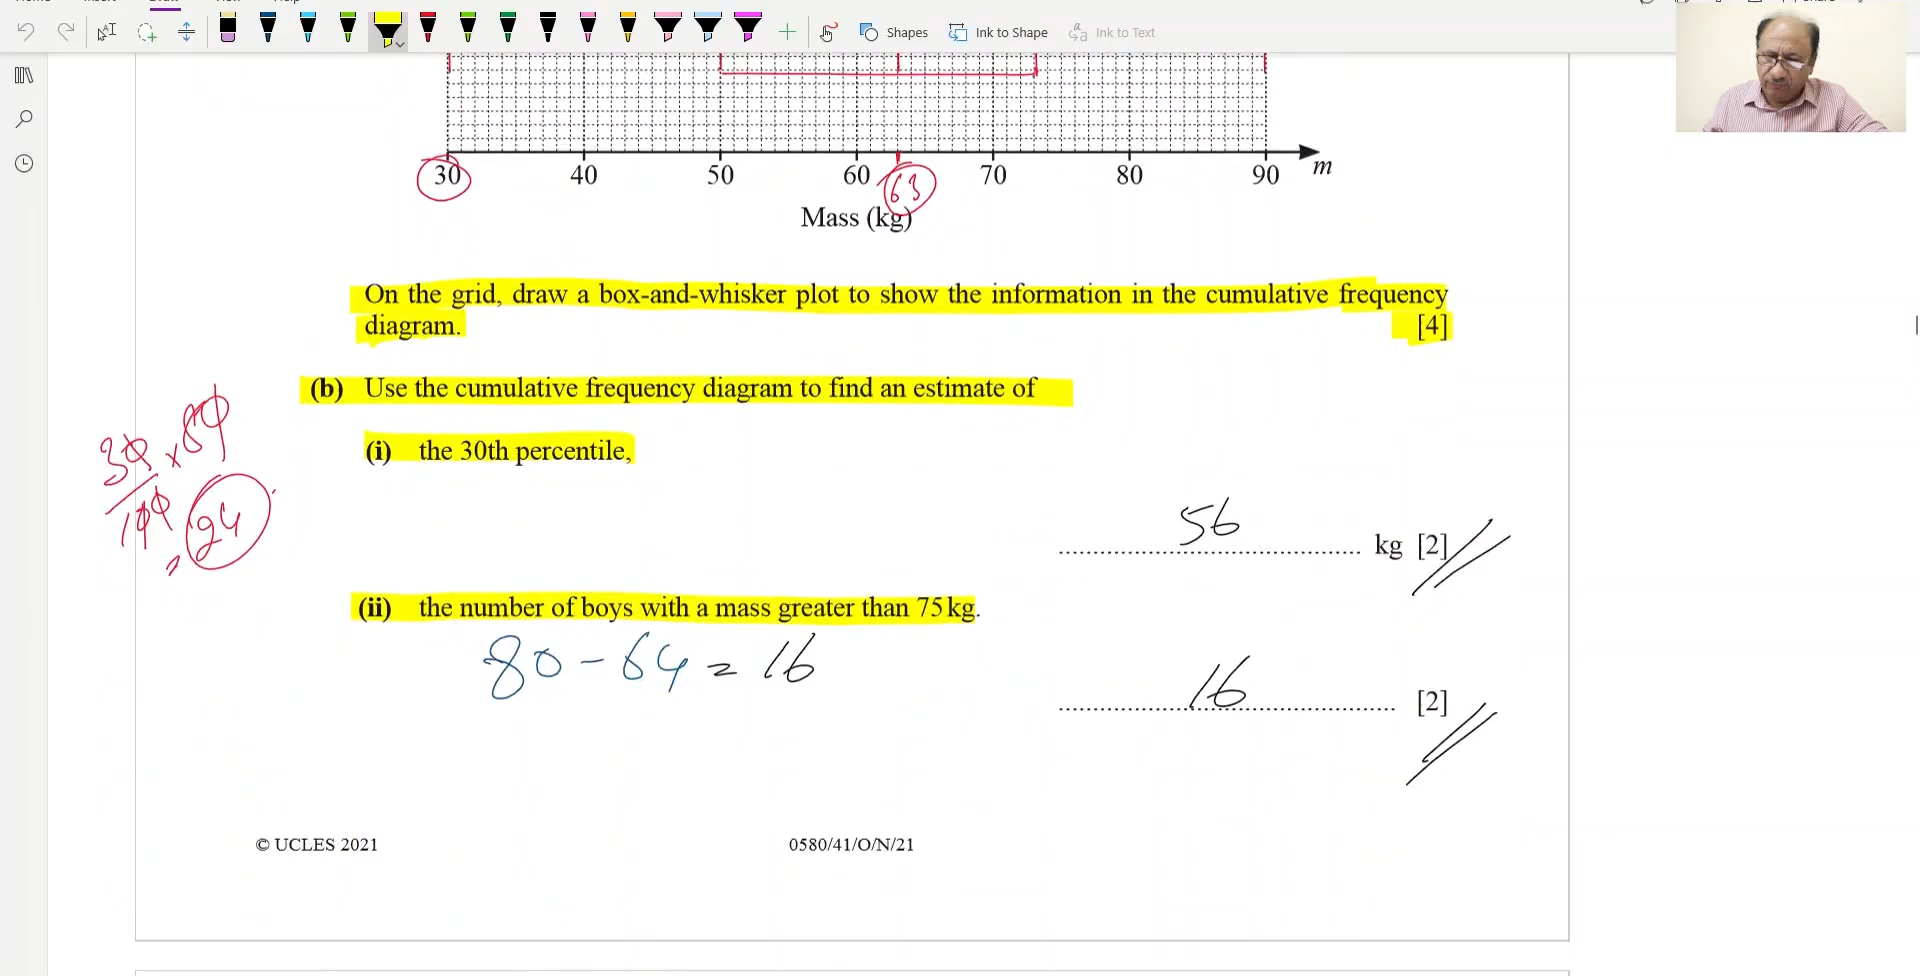 Shapes Ink to Shape Ink to Text
30 40 50 60 63 70 80 90 m
Mass (kg)
On the grid, draw a box-and-whisker plot to show the information in the cumulative frequency
diagram. [4]
(b) Use the cumulative frequency diagram to find an estimate of
30/100 × 80
(i) the 30th percentile,
= 24
56
kg [2]
(ii) the number of boys with a mass greater than 75 kg.
80 - 64 = 16
16
[2]
© UCLES 2021 0580/41/O/N/21